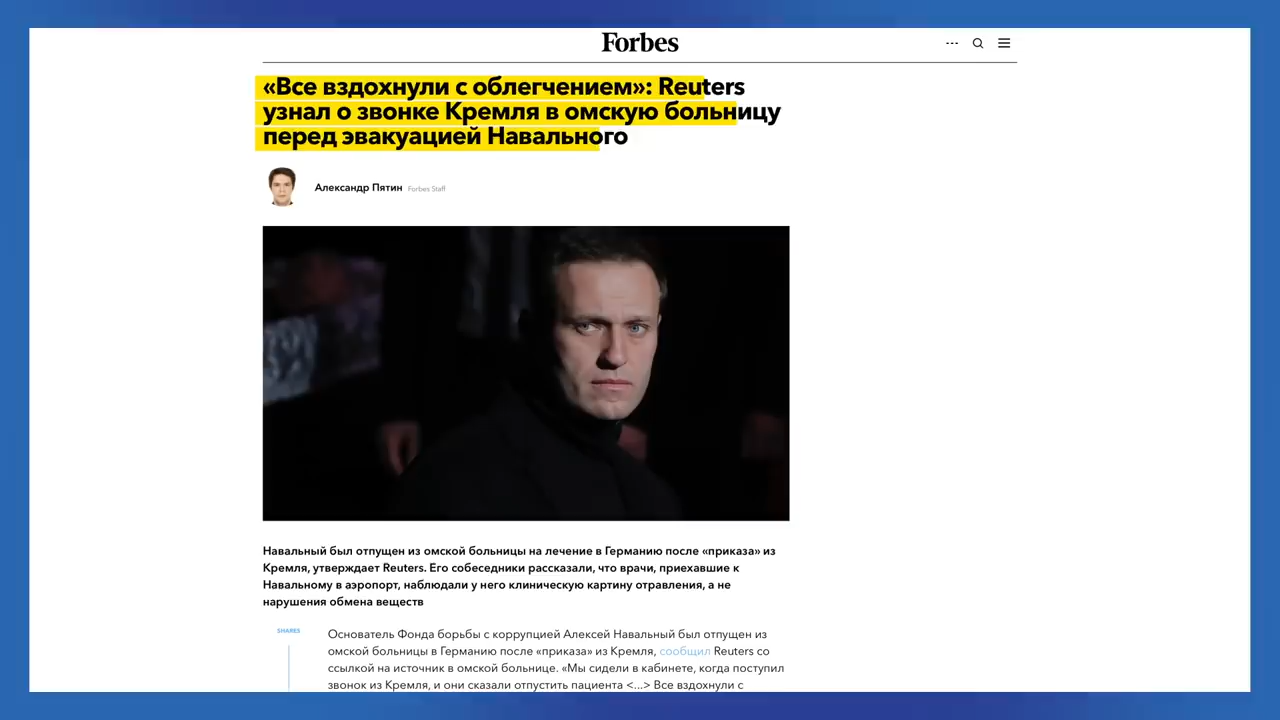 Forbes
«Все вздохнули с облегчением»: Reuters
узнал о звонке Кремля в омскую больницу
перед эвакуацией Навального
Александр Пятин Forbes Staff
Навальный был отпущен из омской больницы на лечение в Германию после «приказа» из
Кремля, утверждает Reuters. Его собеседники рассказали, что врачи, приехавшие к
Навальному в аэропорт, наблюдали у него клиническую картину отравления, а не
нарушения обмена веществ
SHARES
Основатель Фонда борьбы с коррупцией Алексей Навальный был отпущен из
омской больницы в Германию после «приказа» из Кремля, сообщил Reuters со
ссылкой на источник в омской больнице. «Мы сидели в кабинете, когда поступил
звонок из Кремля, и они сказали отпустить пациента <...> Все вздохнули с